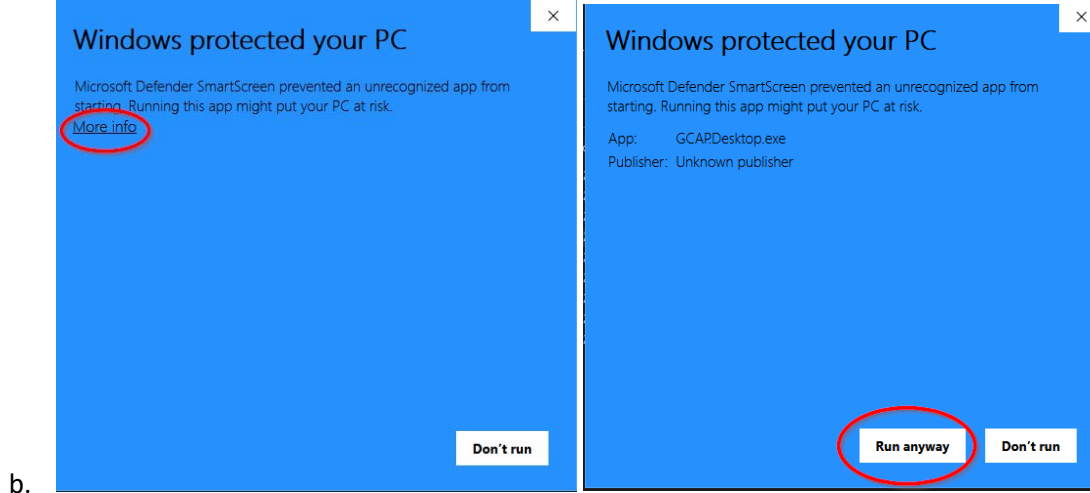 Windows protected your PC
Microsoft Defender SmartScreen prevented an unrecognized app from
starting. Running this app might put your PC at risk.
More info
Don't run
Windows protected your PC
Microsoft Defender SmartScreen prevented an unrecognized app from
starting. Running this app might put your PC at risk.
App: GCAP.Desktop.exe
Publisher: Unknown publisher
Run anyway Don't run
b.